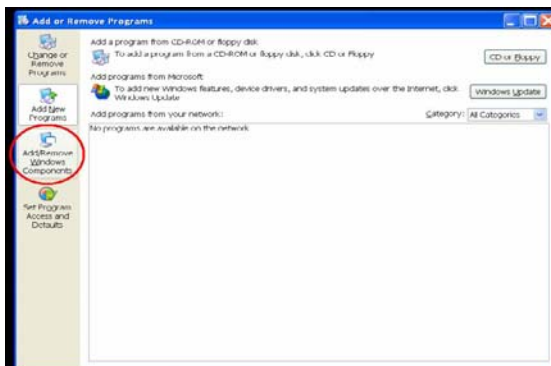 Add or Remove Programs
Change or
Remove
Programs
Add New
Programs
Add/Remove
Windows
Components
Set Program
Access and
Defaults
Add a program from CD-ROM or floppy disk
To add a program from a CD-ROM or floppy disk, click CD or Floppy
CD or Floppy
Add programs from Microsoft
To add new Windows features, device drivers, and system updates over the Internet, click
Windows Update
Windows Update
Add programs from your network:
Category: All Categories
No programs are available on the network